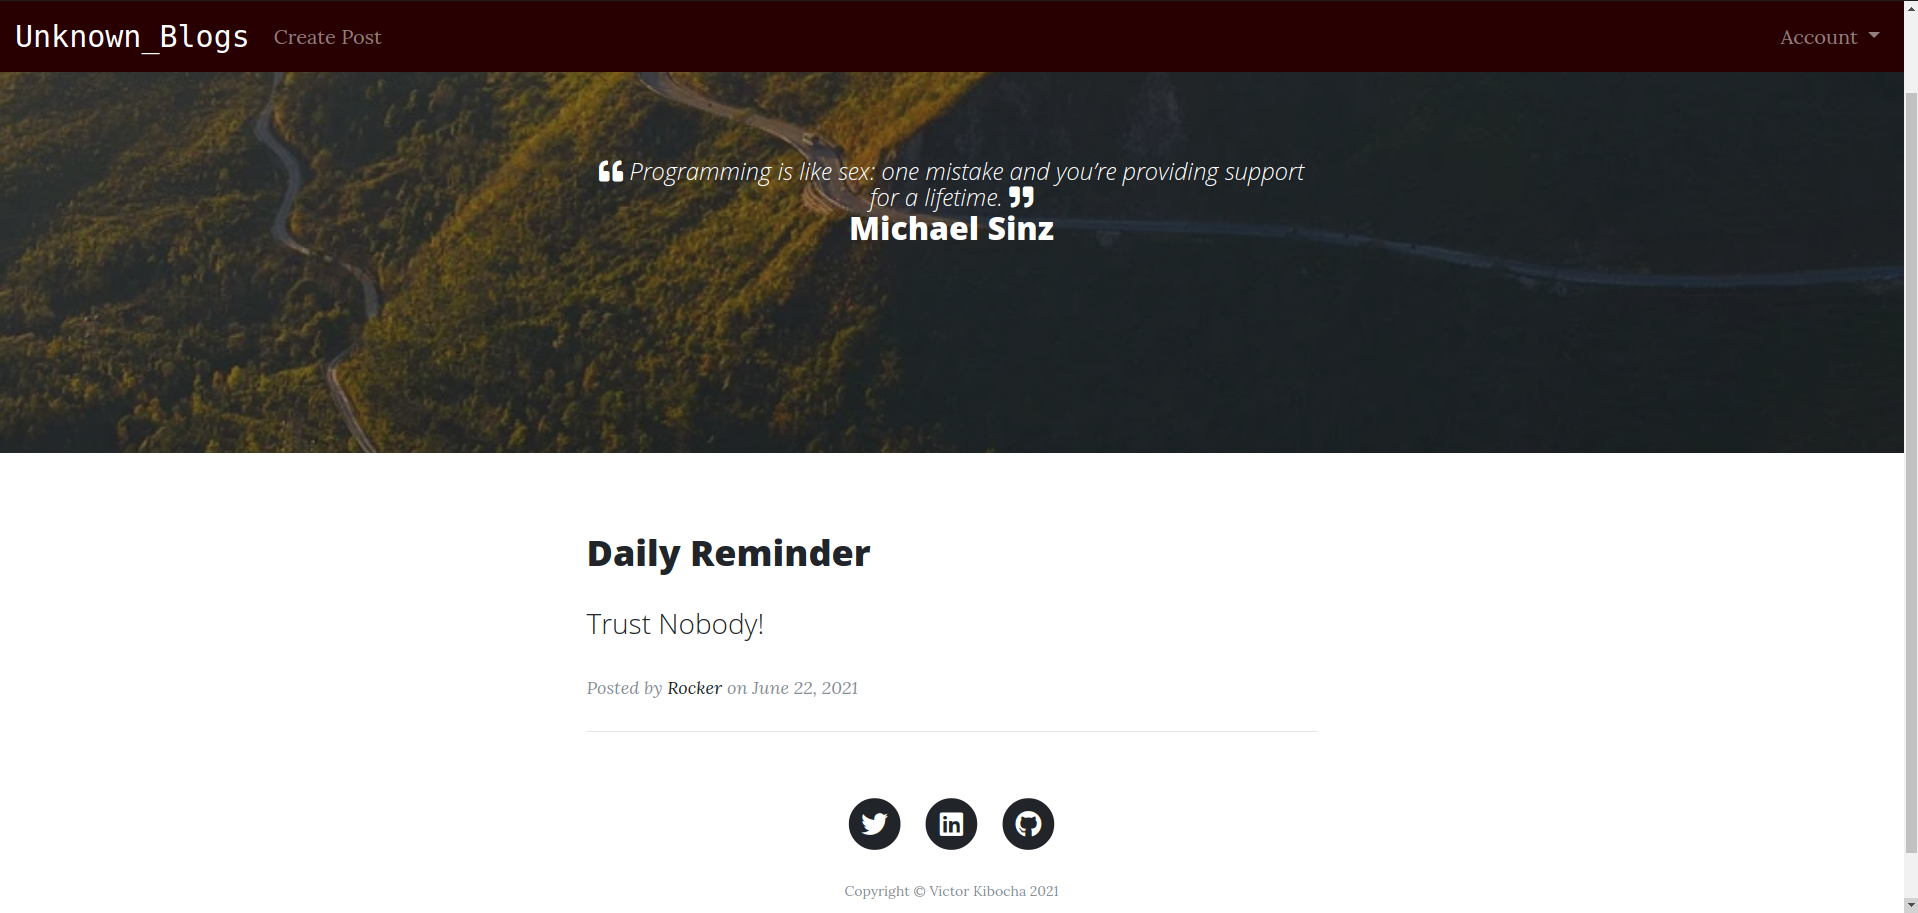 Unknown_Blogs Create Post Account
“ Programming is like sex: one mistake and you’re providing support
for a lifetime. ”
Michael Sinz
Daily Reminder
Trust Nobody!
Posted by Rocker on June 22, 2021
in
Copyright © Victor Kibocha 2021